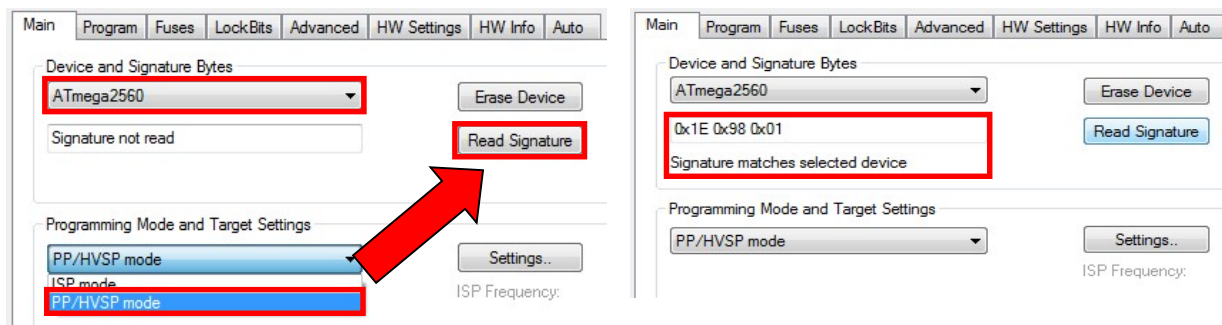 Main Program Fuses LockBits Advanced HW Settings HW Info Auto
Device and Signature Bytes
ATmega2560
Erase Device
Signature not read
Read Signature
Programming Mode and Target Settings
PP/HVSP mode
Settings..
ISP mode
PP/HVSP mode
ISP Frequency:
Main Program Fuses LockBits Advanced HW Settings HW Info Auto
Device and Signature Bytes
ATmega2560
Erase Device
0x1E 0x98 0x01
Read Signature
Signature matches selected device
Programming Mode and Target Settings
PP/HVSP mode
Settings..
ISP Frequency: